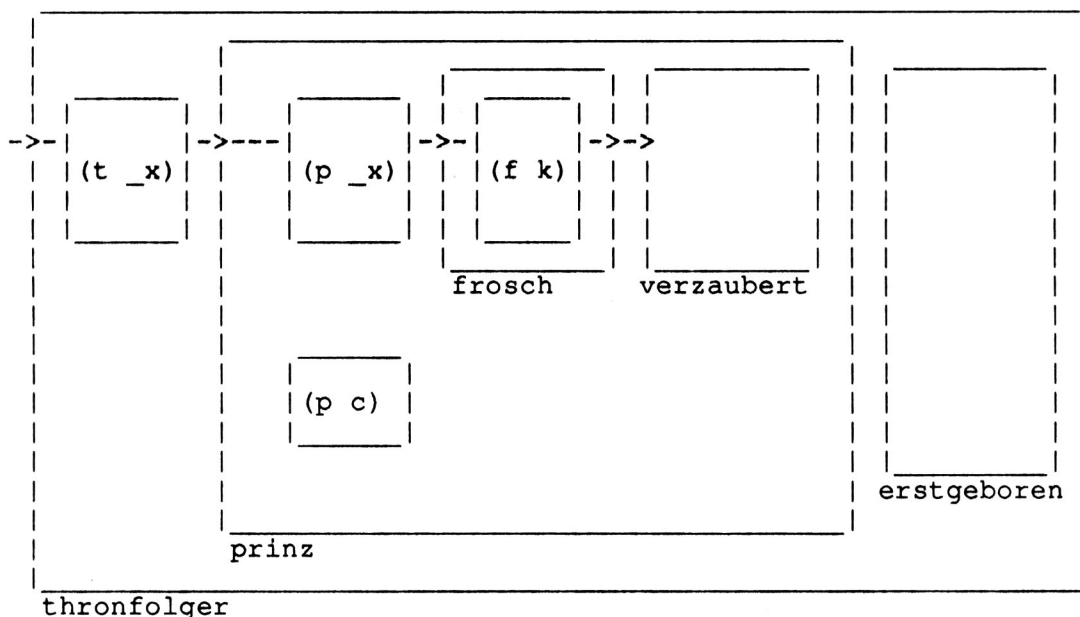 ->- (t _x) ->--- (p _x) ->- (f k) ->->
frosch verzaubert
(p c)
erstgeboren
prinz
thronfolger